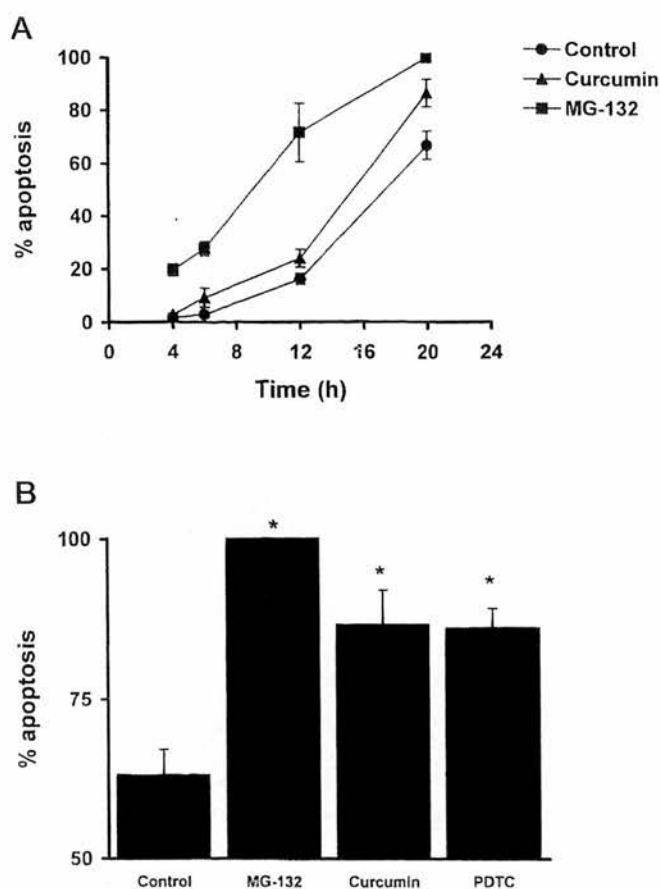 A
100
80
60
40
20
0
% apoptosis
0 4 8 12 16 20 24
Time (h)
Control
Curcumin
MG-132
B
100
75
50
% apoptosis
* * *
Control MG-132 Curcumin PDTC